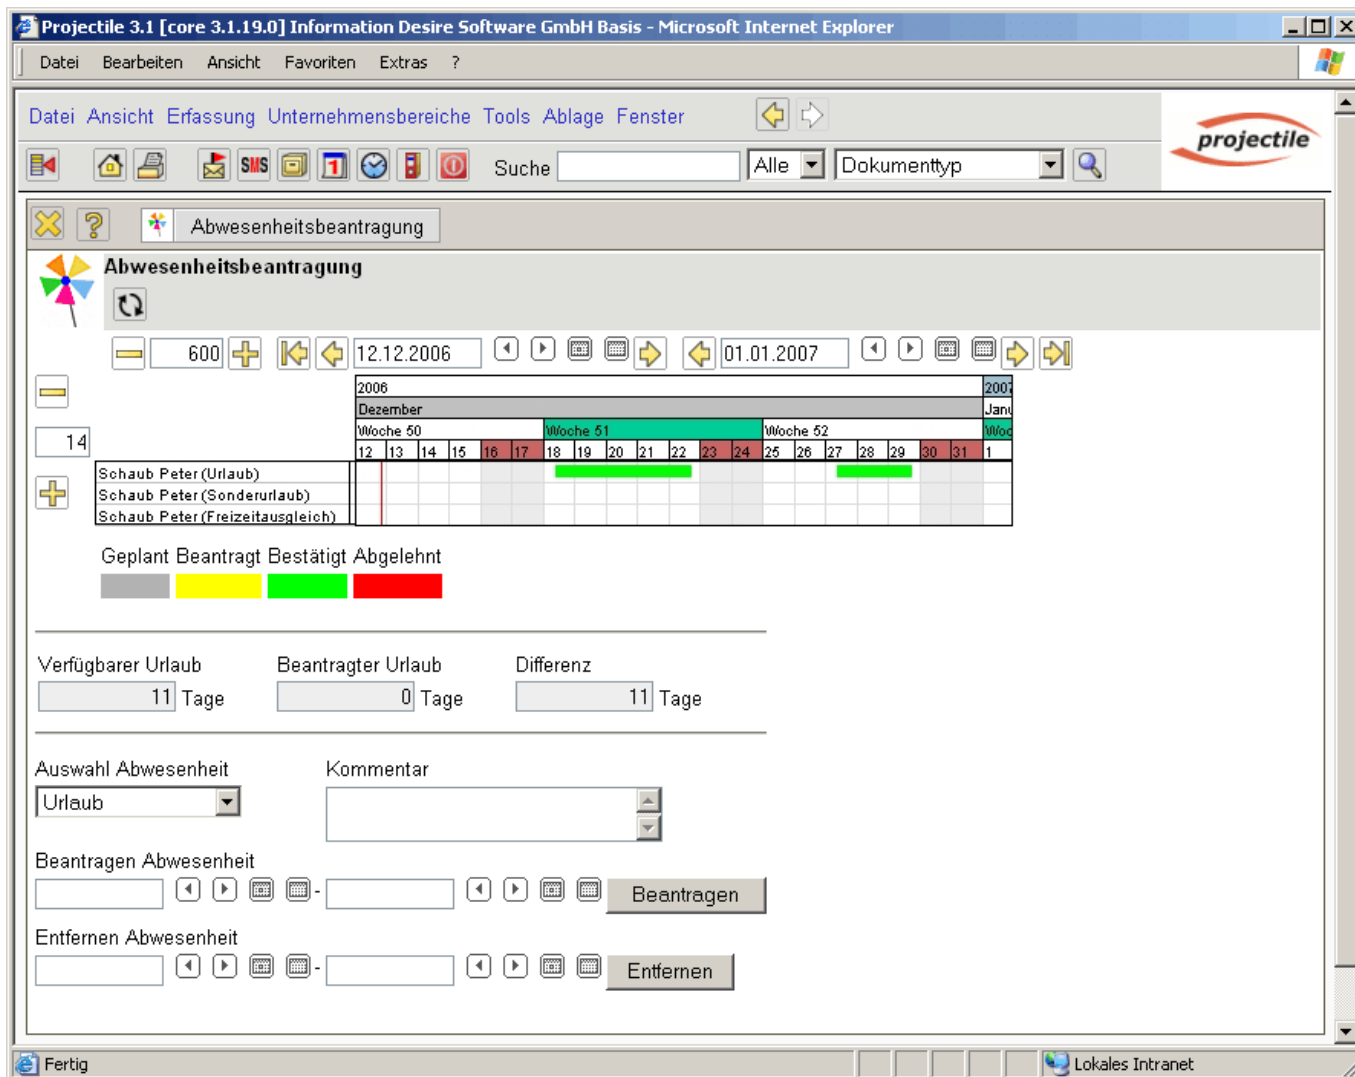 Projectile 3.1 [core 3.1.19.0] Information Desire Software GmbH Basis - Microsoft Internet Explorer
Datei Bearbeiten Ansicht Favoriten Extras ?
Datei Ansicht Erfassung Unternehmensbereiche Tools Ablage Fenster
projectile
SMS 1 Suche Alle Dokumenttyp
Abwesenheitsbeantragung
Abwesenheitsbeantragung
600 12.12.2006 01.01.2007
2006 2007
Dezember Janu
14 Woche 50 Woche 51 Woche 52 Woc
12 13 14 15 16 17 18 19 20 21 22 23 24 25 26 27 28 29 30 31 1
Schaub Peter (Urlaub)
Schaub Peter (Sonderurlaub)
Schaub Peter (Freizeitausgleich)
Geplant Beantragt Bestätigt Abgelehnt
Verfügbarer Urlaub Beantragter Urlaub Differenz
11 Tage 0 Tage 11 Tage
Auswahl Abwesenheit Kommentar
Urlaub
Beantragen Abwesenheit
- Beantragen
Entfernen Abwesenheit
- Entfernen
Fertig Lokales Intranet